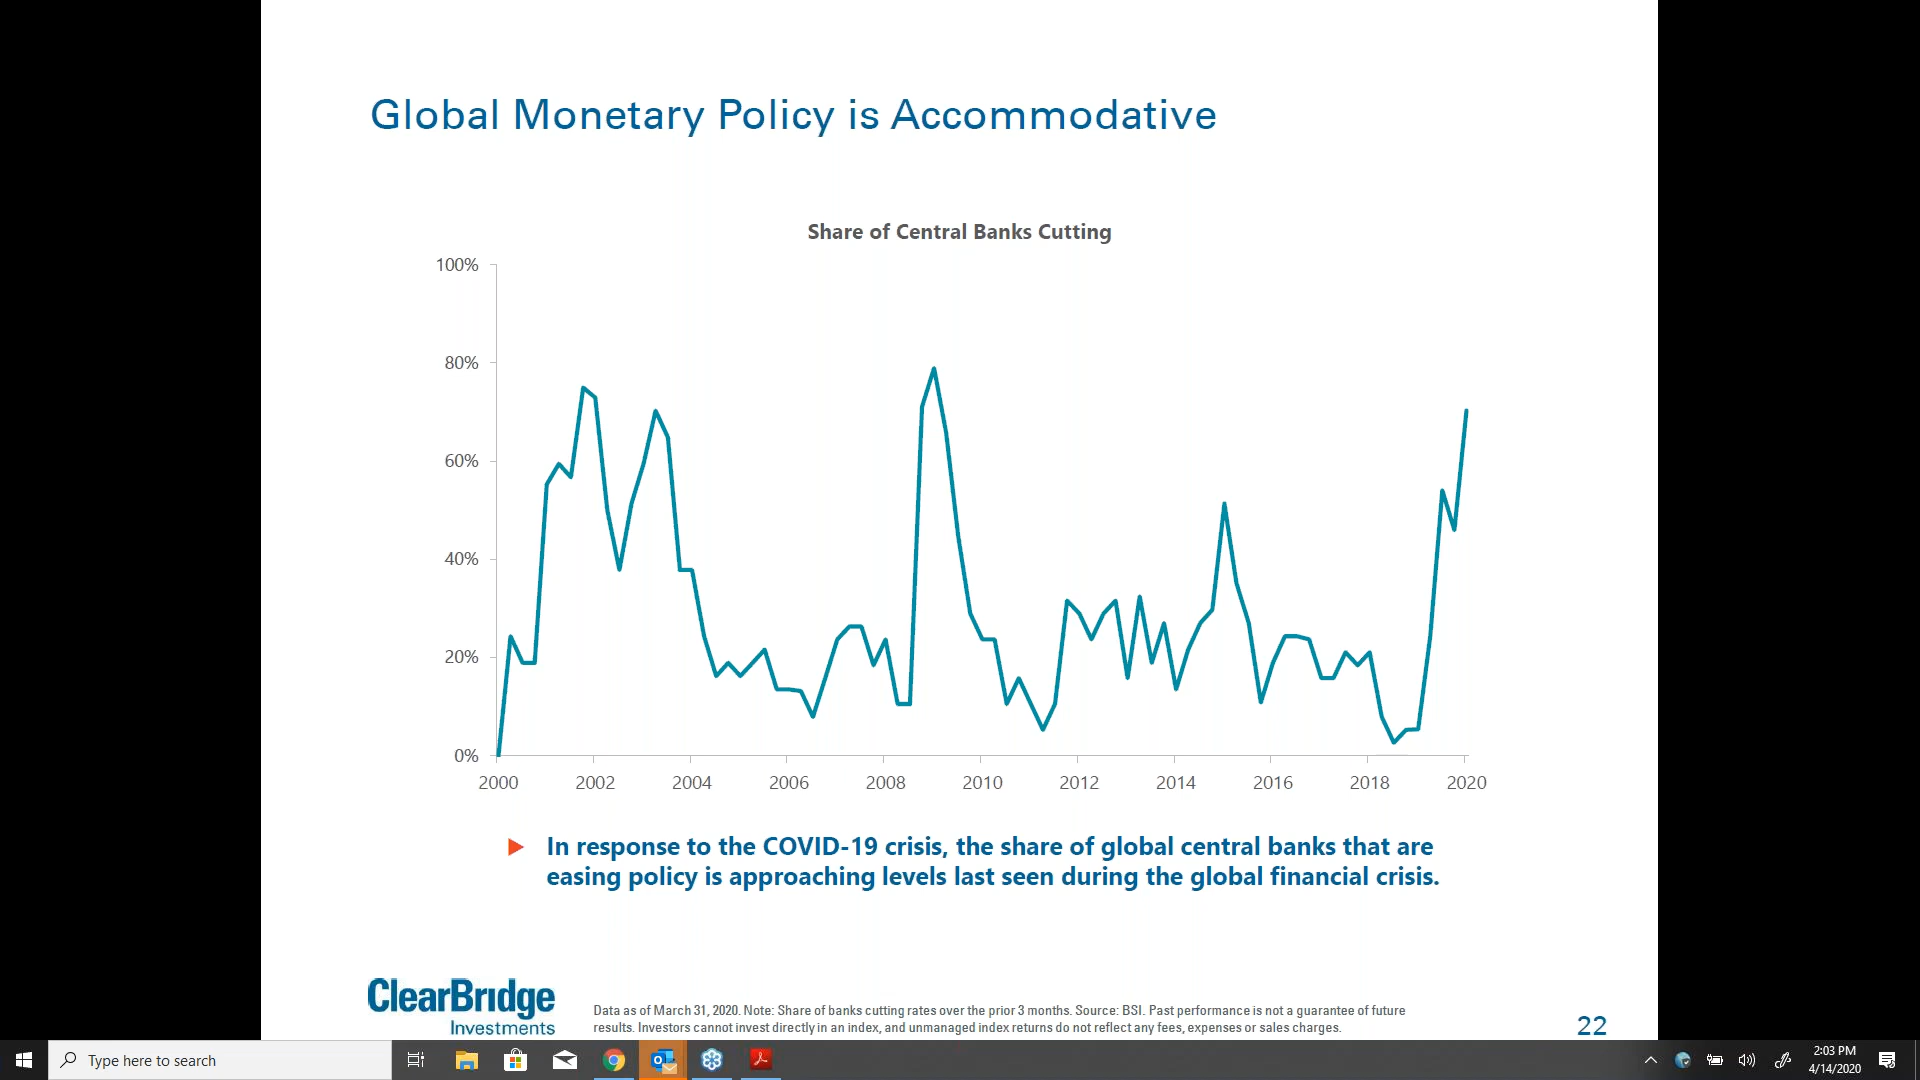 Global Monetary Policy is Accommodative
Share of Central Banks Cutting
100%
80%
60%
40%
20%
0%
2000 2002 2004 2006 2008 2010 2012 2014 2016 2018 2020
In response to the COVID-19 crisis, the share of global central banks that are
easing policy is approaching levels last seen during the global financial crisis.
ClearBridge
Investments
Data as of March 31, 2020. Note: Share of banks cutting rates over the prior 3 months. Source: BSI. Past performance is not a guarantee of future
results. Investors cannot invest directly in an index, and unmanaged index returns do not reflect any fees, expenses or sales charges.
22
Type here to search
2:03 PM
4/14/2020